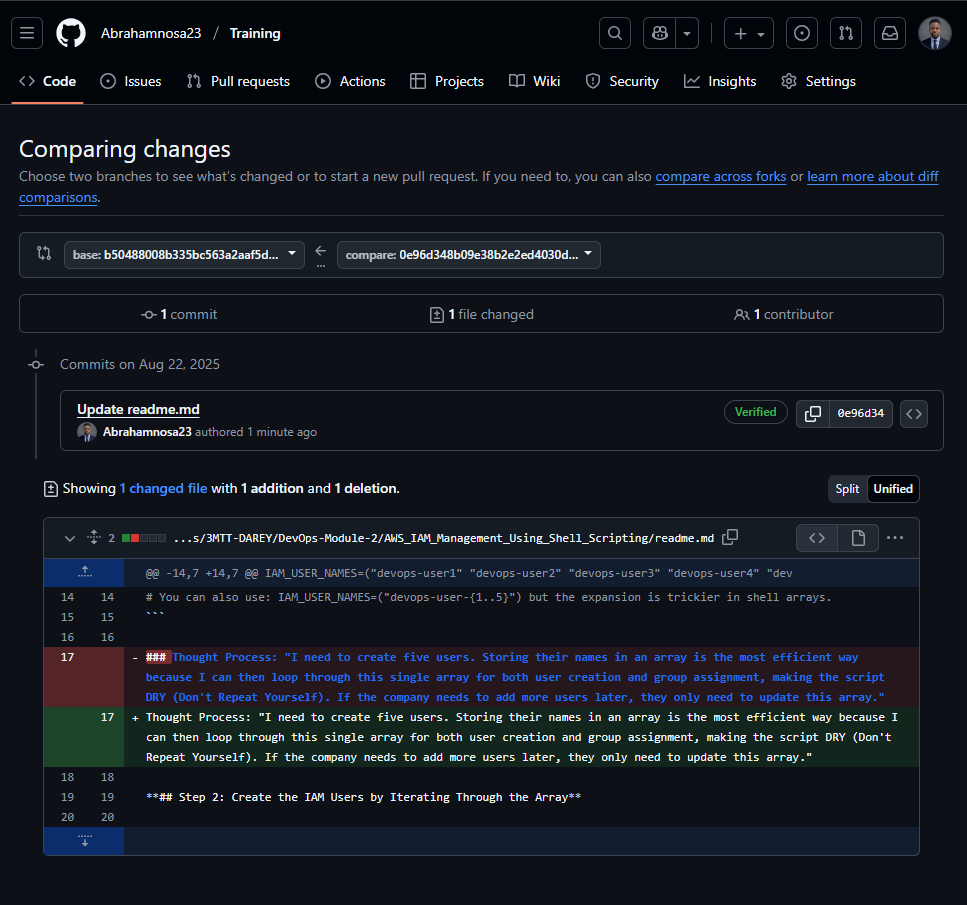 Abrahamnosa23 / Training
Code Issues Pull requests Actions Projects Wiki Security Insights Settings
Comparing changes
Choose two branches to see what's changed or to start a new pull request. If you need to, you can also compare across forks or learn more about diff
comparisons.
base: b50488008b335bc563a2aaf5d... compare: 0e96d348b09e38b2e2ed4030d...
...
1 commit 1 file changed 1 contributor
Commits on Aug 22, 2025
Update readme.md
Verified 0e96d34
Abrahamnosa23 authored 1 minute ago
Showing 1 changed file with 1 addition and 1 deletion.
Split Unified
2 ...s/3MTT-DAREY/DevOps-Module-2/AWS_IAM_Management_Using_Shell_Scripting/readme.md
@@ -14,7 +14,7 @@ IAM_USER_NAMES=("devops-user1" "devops-user2" "devops-user3" "devops-user4" "dev
14 14 # You can also use: IAM_USER_NAMES=("devops-user-{1..5}") but the expansion is trickier in shell arrays.
15 15 ```
16 16
17 - ### Thought Process: "I need to create five users. Storing their names in an array is the most efficient way
because I can then loop through this single array for both user creation and group assignment, making the script
DRY (Don't Repeat Yourself). If the company needs to add more users later, they only need to update this array."
17 + Thought Process: "I need to create five users. Storing their names in an array is the most efficient way because I
can then loop through this single array for both user creation and group assignment, making the script DRY (Don't
Repeat Yourself). If the company needs to add more users later, they only need to update this array."
18 18
19 19 **## Step 2: Create the IAM Users by Iterating Through the Array**
20 20